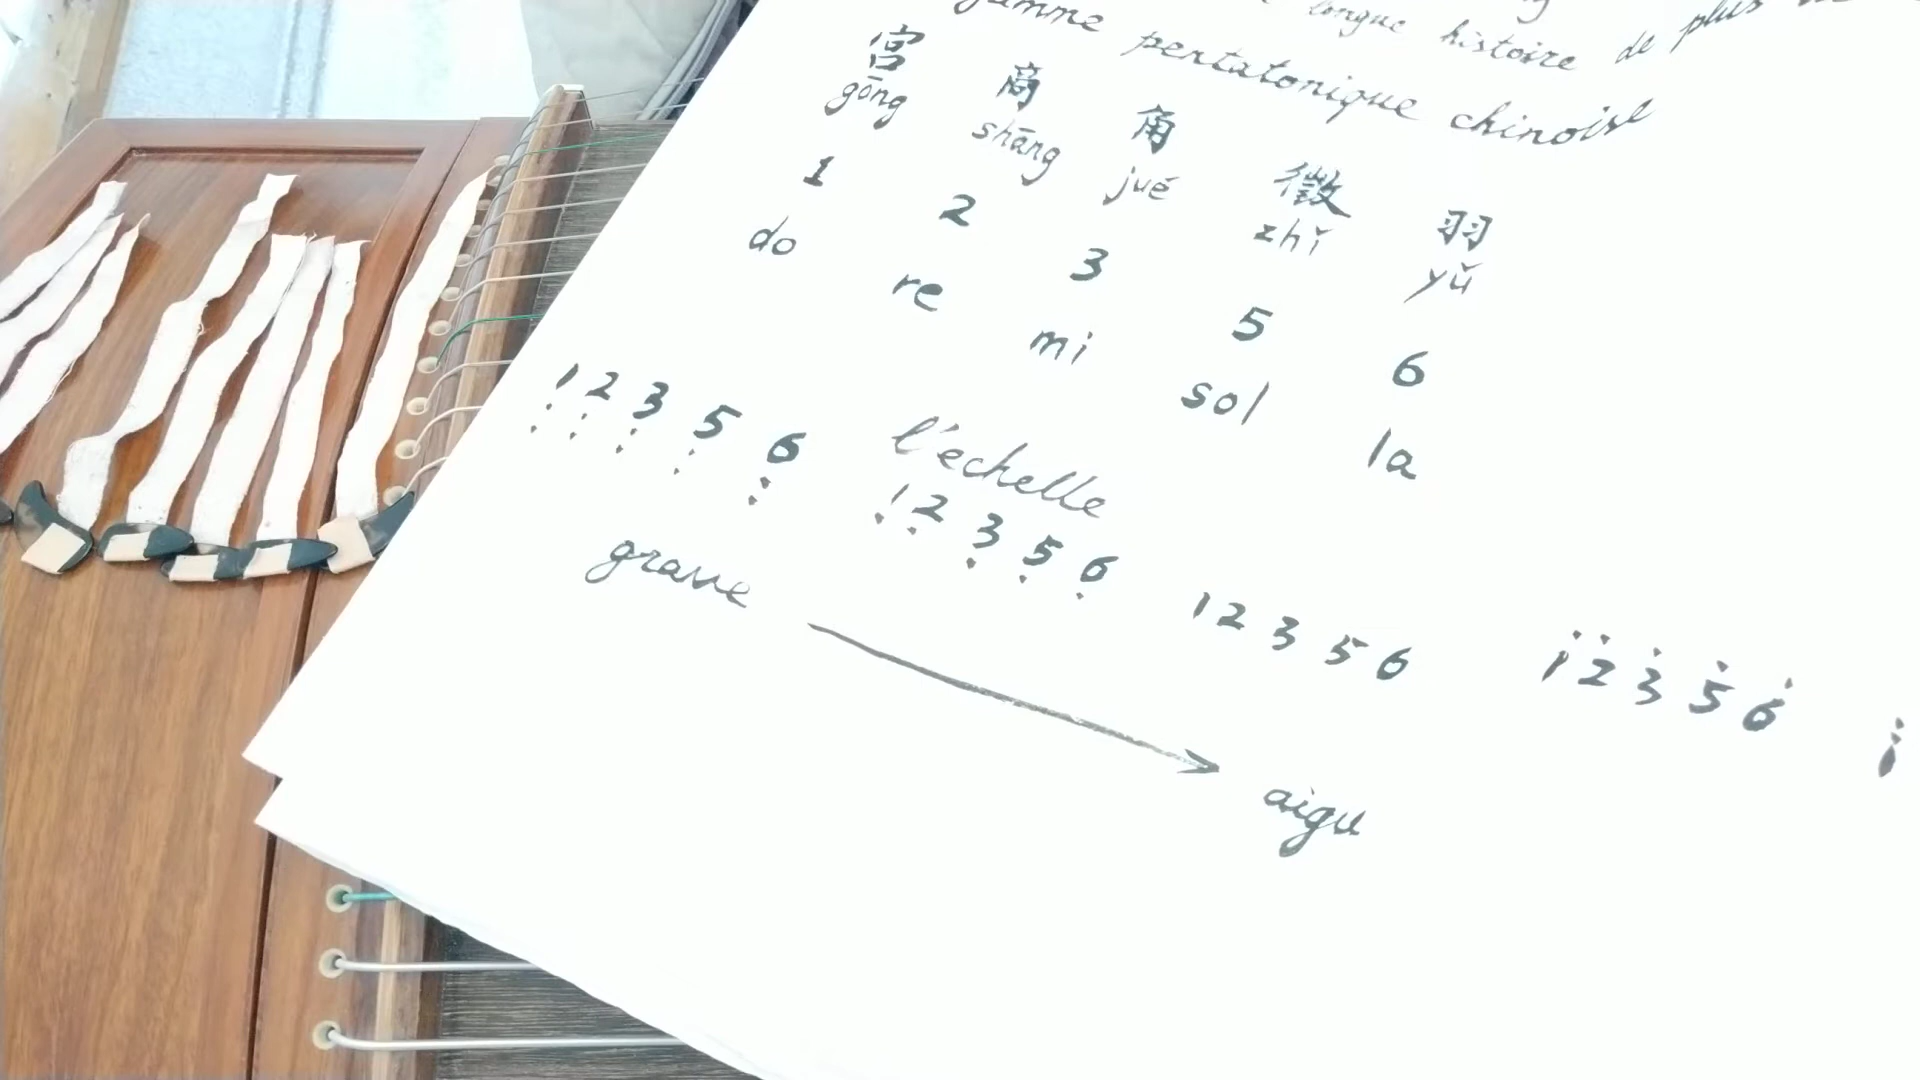 longue histoire de plus
gamme pentatonique chinoise
宮 商 角 徵 羽
gōng shāng jué zhǐ yǔ
1 2 3 5 6
do re mi sol la
l'échelle
1̣̣ 2̣̣ 3̣̣ 5̣̣ 6̣̣ 1̣ 2̣ 3̣ 5̣ 6̣ 1 2 3 5 6 1̇ 2̇ 3̇ 5̇ 6̇ 1̇̇
grave → aigu